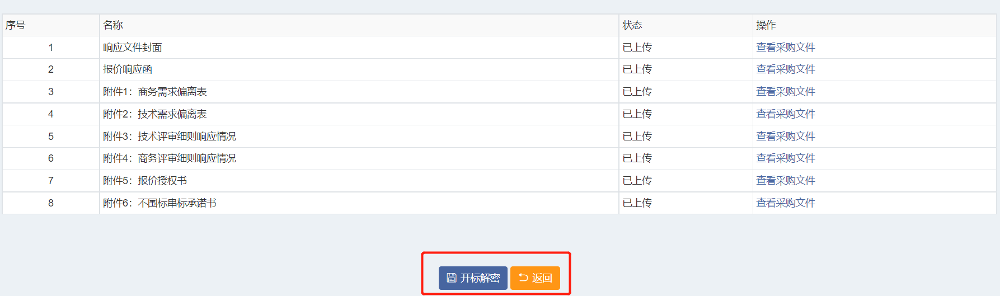 序号 名称 状态 操作
1 响应文件封面 已上传 查看采购文件
2 报价响应函 已上传 查看采购文件
3 附件1：商务需求偏离表 已上传 查看采购文件
4 附件2：技术需求偏离表 已上传 查看采购文件
5 附件3：技术评审细则响应情况 已上传 查看采购文件
6 附件4：商务评审细则响应情况 已上传 查看采购文件
7 附件5：报价授权书 已上传 查看采购文件
8 附件6：不围标串标承诺书 已上传 查看采购文件
开标解密 返回